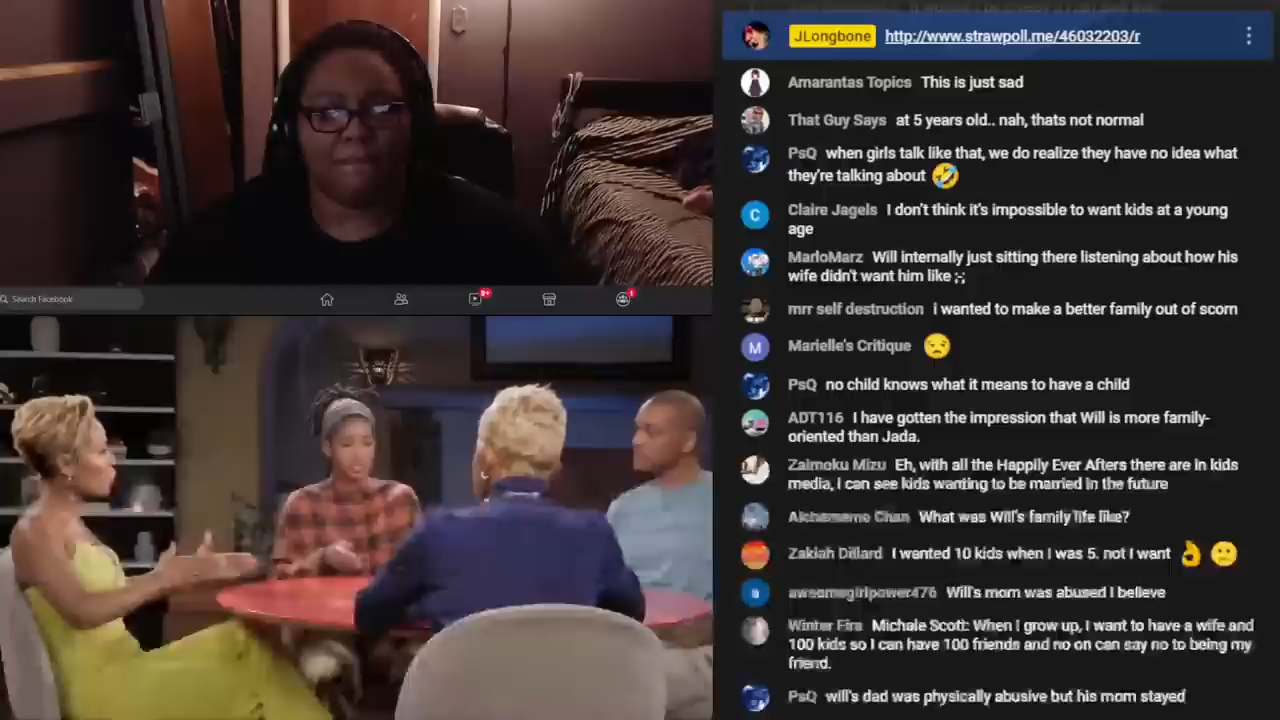 JLongbone http://www.strawpoll.me/46032203/r
Amarantas Topics This is just sad
That Guy Says at 5 years old.. nah, thats not normal
PsQ when girls talk like that, we do realize they have no idea what
they're talking about 🤣
C
Claire Jagels I don't think it's impossible to want kids at a young
age
MarloMarz Will internally just sitting there listening about how his
wife didn't want him like ;-;
Search Facebook
9+
1
mrr self destruction i wanted to make a better family out of scorn
M
Marielle's Critique 😒
PsQ no child knows what it means to have a child
ADT116 I have gotten the impression that Will is more family-
oriented than Jada.
Zalmoku Mizu Eh, with all the Happily Ever Afters there are in kids
media, I can see kids wanting to be married in the future
Alchememe Chan What was Will's family life like?
Zakiah Dillard I wanted 10 kids when I was 5. not I want 👌 😐
a
awesomegirlpower476 Will's mom was abused I believe
Winter Fira Michale Scott: When I grow up, I want to have a wife and
100 kids so I can have 100 friends and no on can say no to being my
friend.
PsQ will's dad was physically abusive but his mom stayed